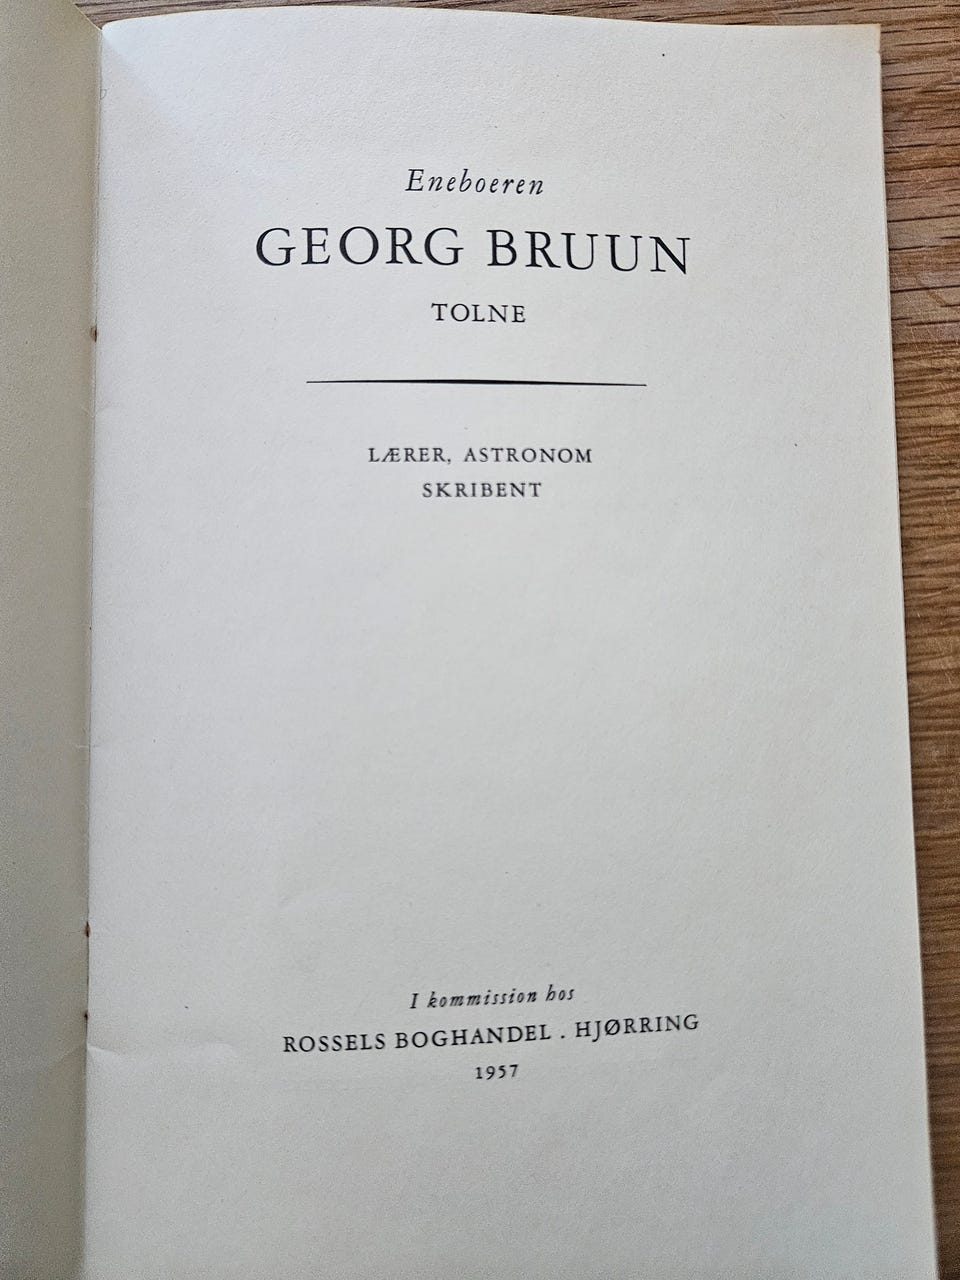 Eneboeren
GEORG BRUUN
TOLNE
LÆRER, ASTRONOM
SKRIBENT
I kommission hos
ROSSELS BOGHANDEL . HJØRRING
1957